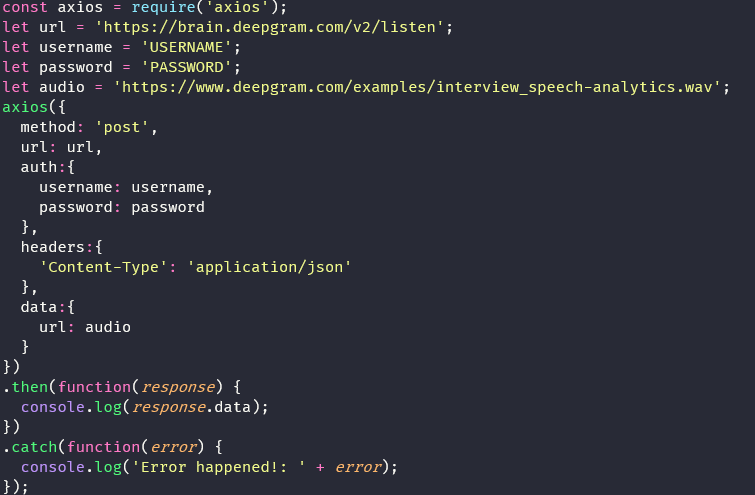 const axios = require('axios');
let url = 'https://brain.deepgram.com/v2/listen';
let username = 'USERNAME';
let password = 'PASSWORD';
let audio = 'https://www.deepgram.com/examples/interview_speech-analytics.wav';
axios({
  method: 'post',
  url: url,
  auth:{
    username: username,
    password: password
  },
  headers:{
    'Content-Type': 'application/json'
  },
  data:{
    url: audio
  }
})
.then(function(response) {
  console.log(response.data);
})
.catch(function(error) {
  console.log('Error happened!: ' + error);
});